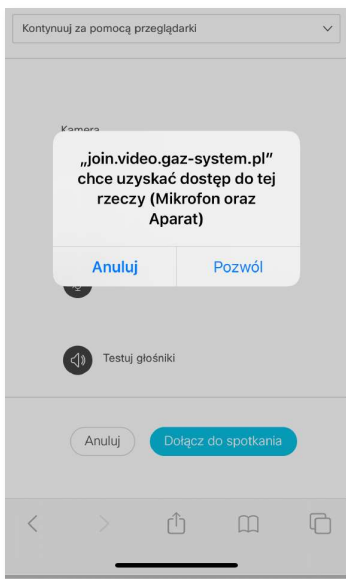 Kontynuuj za pomocą przeglądarki
Kamera
„join.video.gaz-system.pl”
chce uzyskać dostęp do tej
rzeczy (Mikrofon oraz
Aparat)
Anuluj Pozwól
Testuj głośniki
Anuluj Dołącz do spotkania